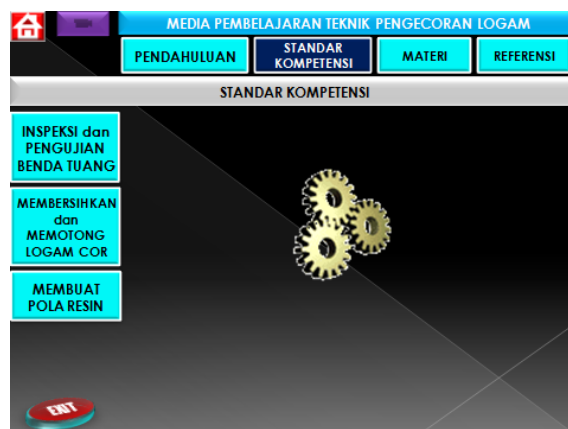 MEDIA PEMBELAJARAN TEKNIK PENGECORAN LOGAM
PENDAHULUAN
STANDAR
KOMPETENSI
MATERI
REFERENSI
STANDAR KOMPETENSI
INSPEKSI dan
PENGUJIAN
BENDA TUANG
MEMBERSIHKAN
dan
MEMOTONG
LOGAM COR
MEMBUAT
POLA RESIN
EXIT